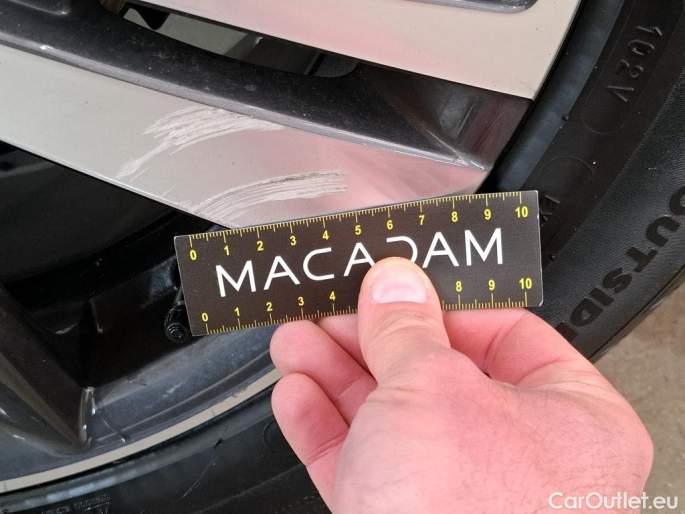 102V
OUTSIDE
0 1 2 3 4 5 6 7 8 9 10
MACADAM
0 1 2 3 4 8 9 10
CarOutlet.eu